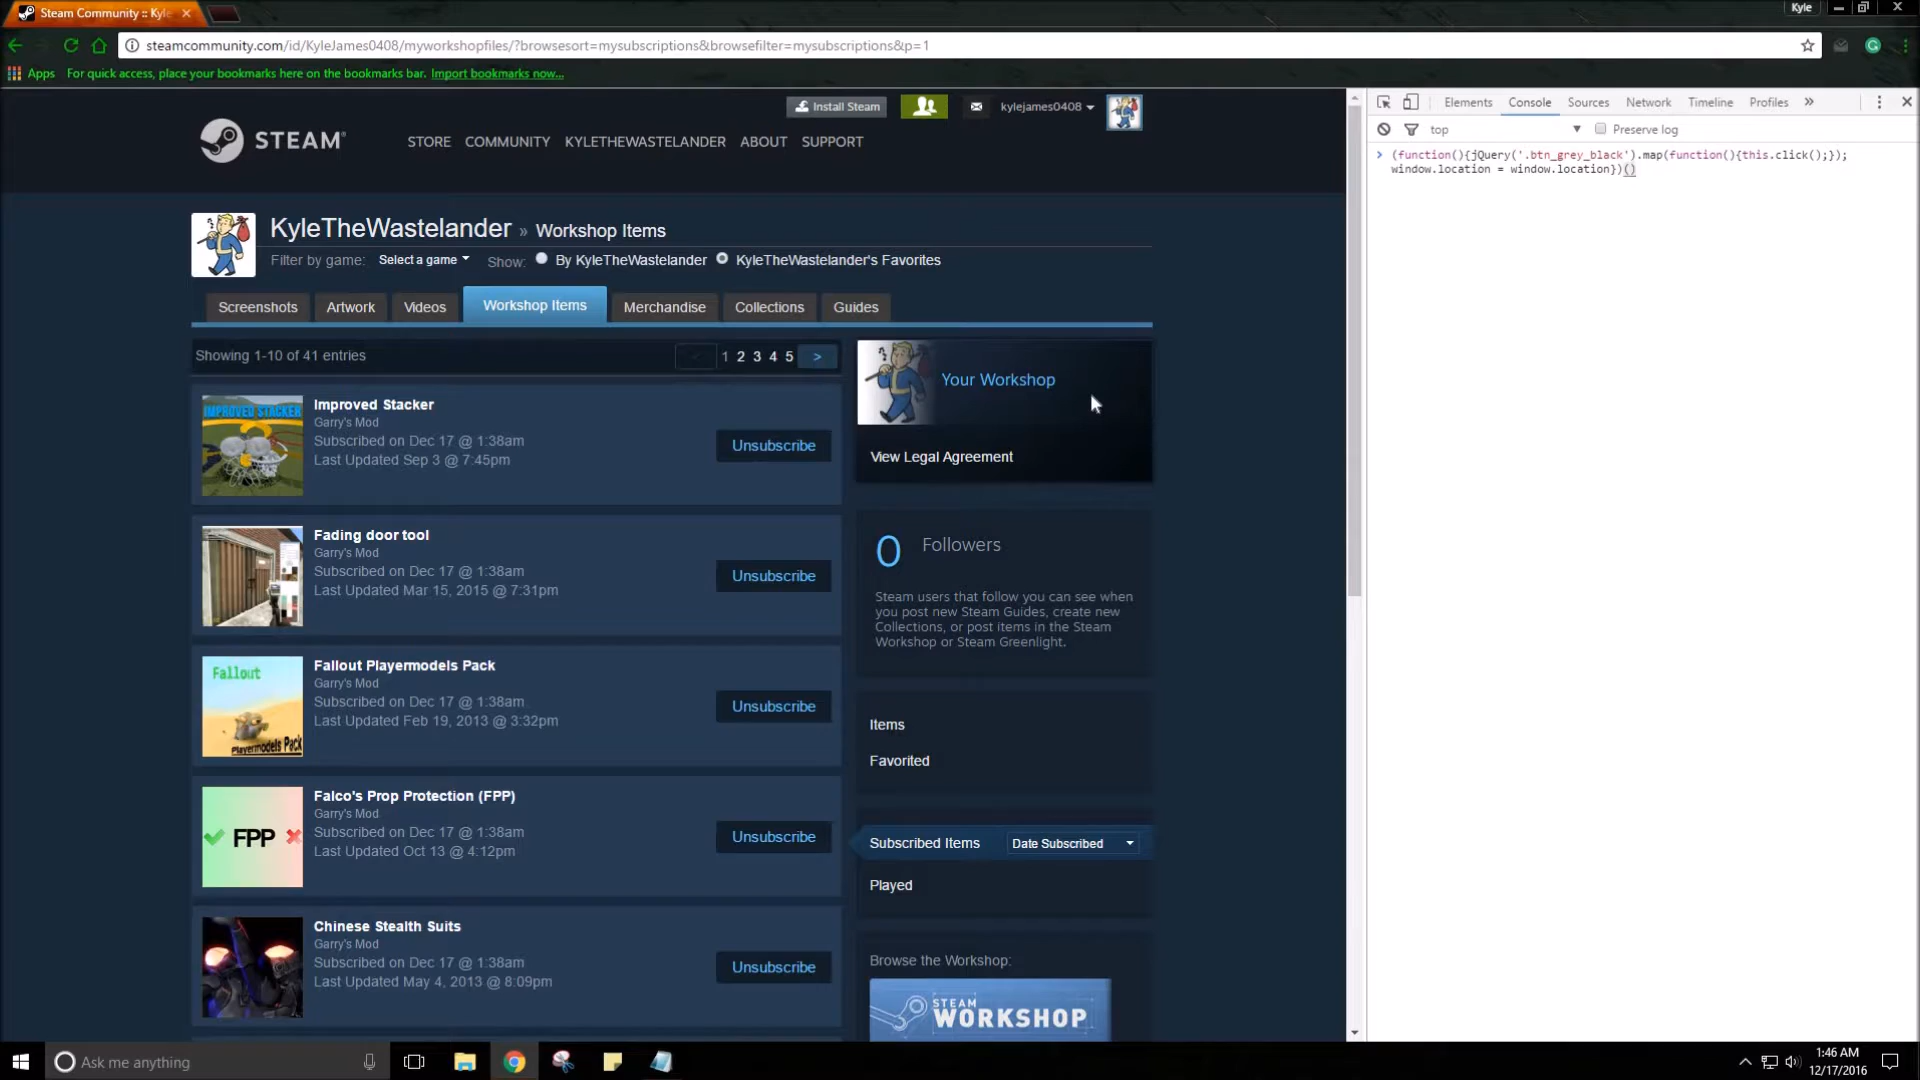 Steam Community :: Kyle
Kyle
steamcommunity.com/id/KyleJames0408/myworkshopfiles/?browsesort=mysubscriptions&browsefilter=mysubscriptions&p=1
Apps For quick access, place your bookmarks here on the bookmarks bar. Import bookmarks now...
Install Steam
kylejames0408
STEAM
STORE COMMUNITY KYLETHEWASTELANDER ABOUT SUPPORT
KyleTheWastelander » Workshop Items
Filter by game: Select a game Show: By KyleTheWastelander KyleTheWastelander's Favorites
Screenshots Artwork Videos Workshop Items Merchandise Collections Guides
Showing 1-10 of 41 entries
< 1 2 3 4 5 >
IMPROVED STACKER
Improved Stacker
Garry's Mod
Subscribed on Dec 17 @ 1:38am
Last Updated Sep 3 @ 7:45pm
Unsubscribe
Fading door tool
Garry's Mod
Subscribed on Dec 17 @ 1:38am
Last Updated Mar 15, 2015 @ 7:31pm
Unsubscribe
Fallout
Playermodels Pack
Fallout Playermodels Pack
Garry's Mod
Subscribed on Dec 17 @ 1:38am
Last Updated Feb 19, 2013 @ 3:32pm
Unsubscribe
FPP
Falco's Prop Protection (FPP)
Garry's Mod
Subscribed on Dec 17 @ 1:38am
Last Updated Oct 13 @ 4:12pm
Unsubscribe
Chinese Stealth Suits
Garry's Mod
Subscribed on Dec 17 @ 1:38am
Last Updated May 4, 2013 @ 8:09pm
Unsubscribe
Your Workshop
View Legal Agreement
0 Followers
Steam users that follow you can see when
you post new Steam Guides, create new
Collections, or post items in the Steam
Workshop or Steam Greenlight.
Items
Favorited
Subscribed Items Date Subscribed
Played
Browse the Workshop:
STEAM
WORKSHOP
Elements Console Sources Network Timeline Profiles »
top
Preserve log
> (function(){jQuery('.btn_grey_black').map(function(){this.click();});
window.location = window.location})()
Ask me anything
1:46 AM
12/17/2016